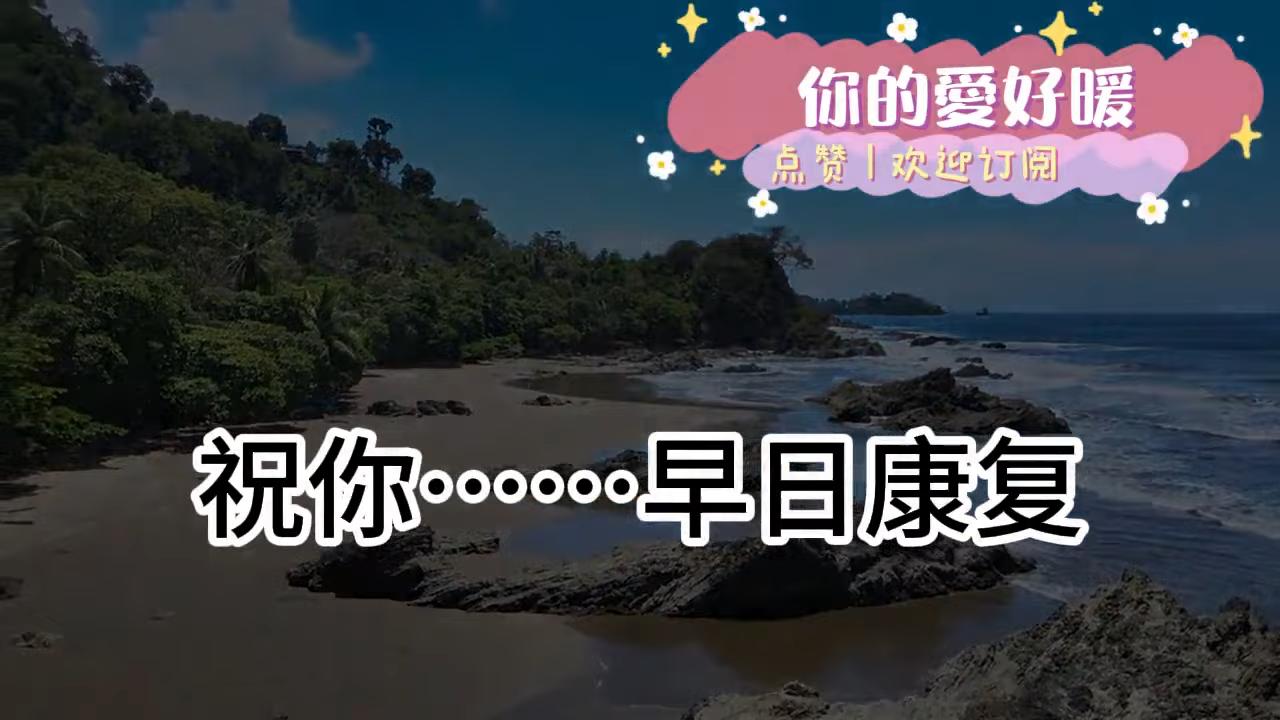 你的愛好暖
点赞 | 欢迎订阅
祝你……早日康复